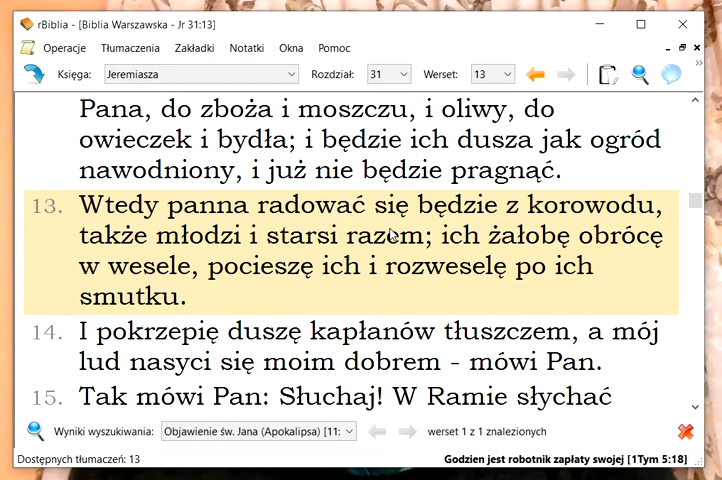 rBiblia - [Biblia Warszawska - Jr 31:13]
Operacje Tłumaczenia Zakładki Notatki Okna Pomoc
Księga: Jeremiasza Rozdział: 31 Werset: 13
Pana, do zboża i moszczu, i oliwy, do
owieczek i bydła; i będzie ich dusza jak ogród
nawodniony, i już nie będzie pragnąć.
13. Wtedy panna radować się będzie z korowodu,
także młodzi i starsi razem; ich żałobę obrócę
w wesele, pocieszę ich i rozweselę po ich
smutku.
14. I pokrzepię duszę kapłanów tłuszczem, a mój
lud nasyci się moim dobrem - mówi Pan.
15. Tak mówi Pan: Słuchaj! W Ramie słychać
Wyniki wyszukiwania: Objawienie św. Jana (Apokalipsa) [11: werset 1 z 1 znalezionych
Dostępnych tłumaczeń: 13 Godzien jest robotnik zapłaty swojej [1Tym 5:18]